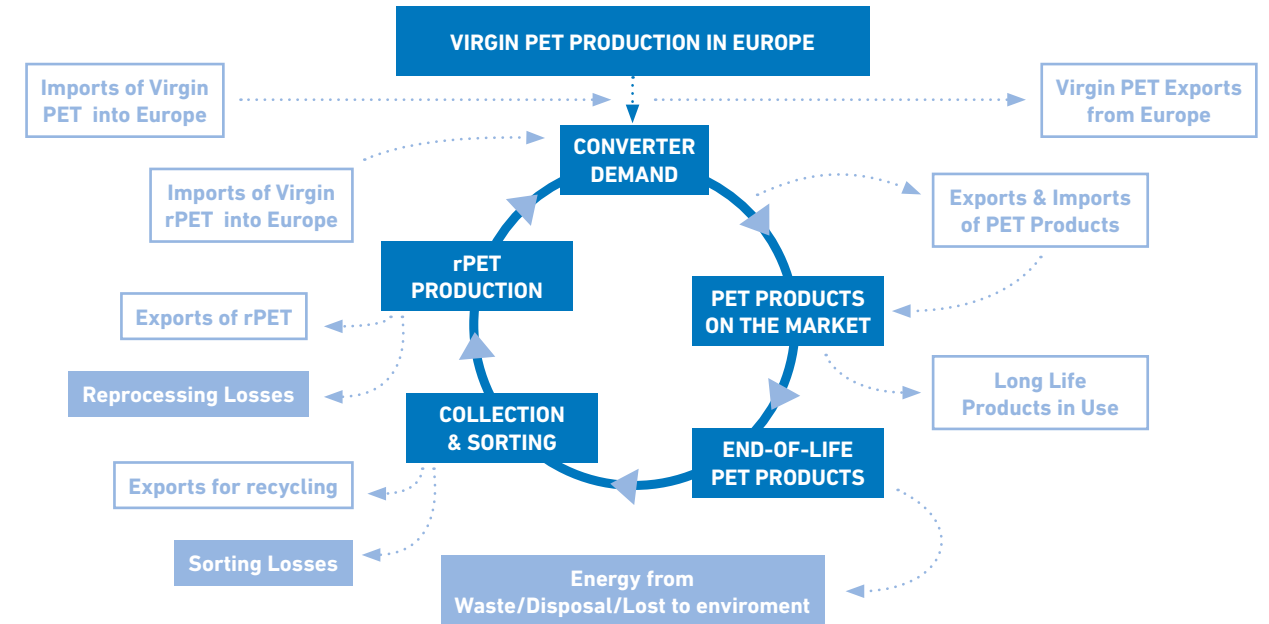 VIRGIN PET PRODUCTION IN EUROPE
Imports of Virgin
PET into Europe
Virgin PET Exports
from Europe
CONVERTER
DEMAND
Imports of Virgin
rPET into Europe
Exports & Imports
of PET Products
rPET
PRODUCTION
PET PRODUCTS
ON THE MARKET
Exports of rPET
Reprocessing Losses
Long Life
Products in Use
COLLECTION
& SORTING
END-OF-LIFE
PET PRODUCTS
Exports for recycling
Sorting Losses
Energy from
Waste/Disposal/Lost to enviroment